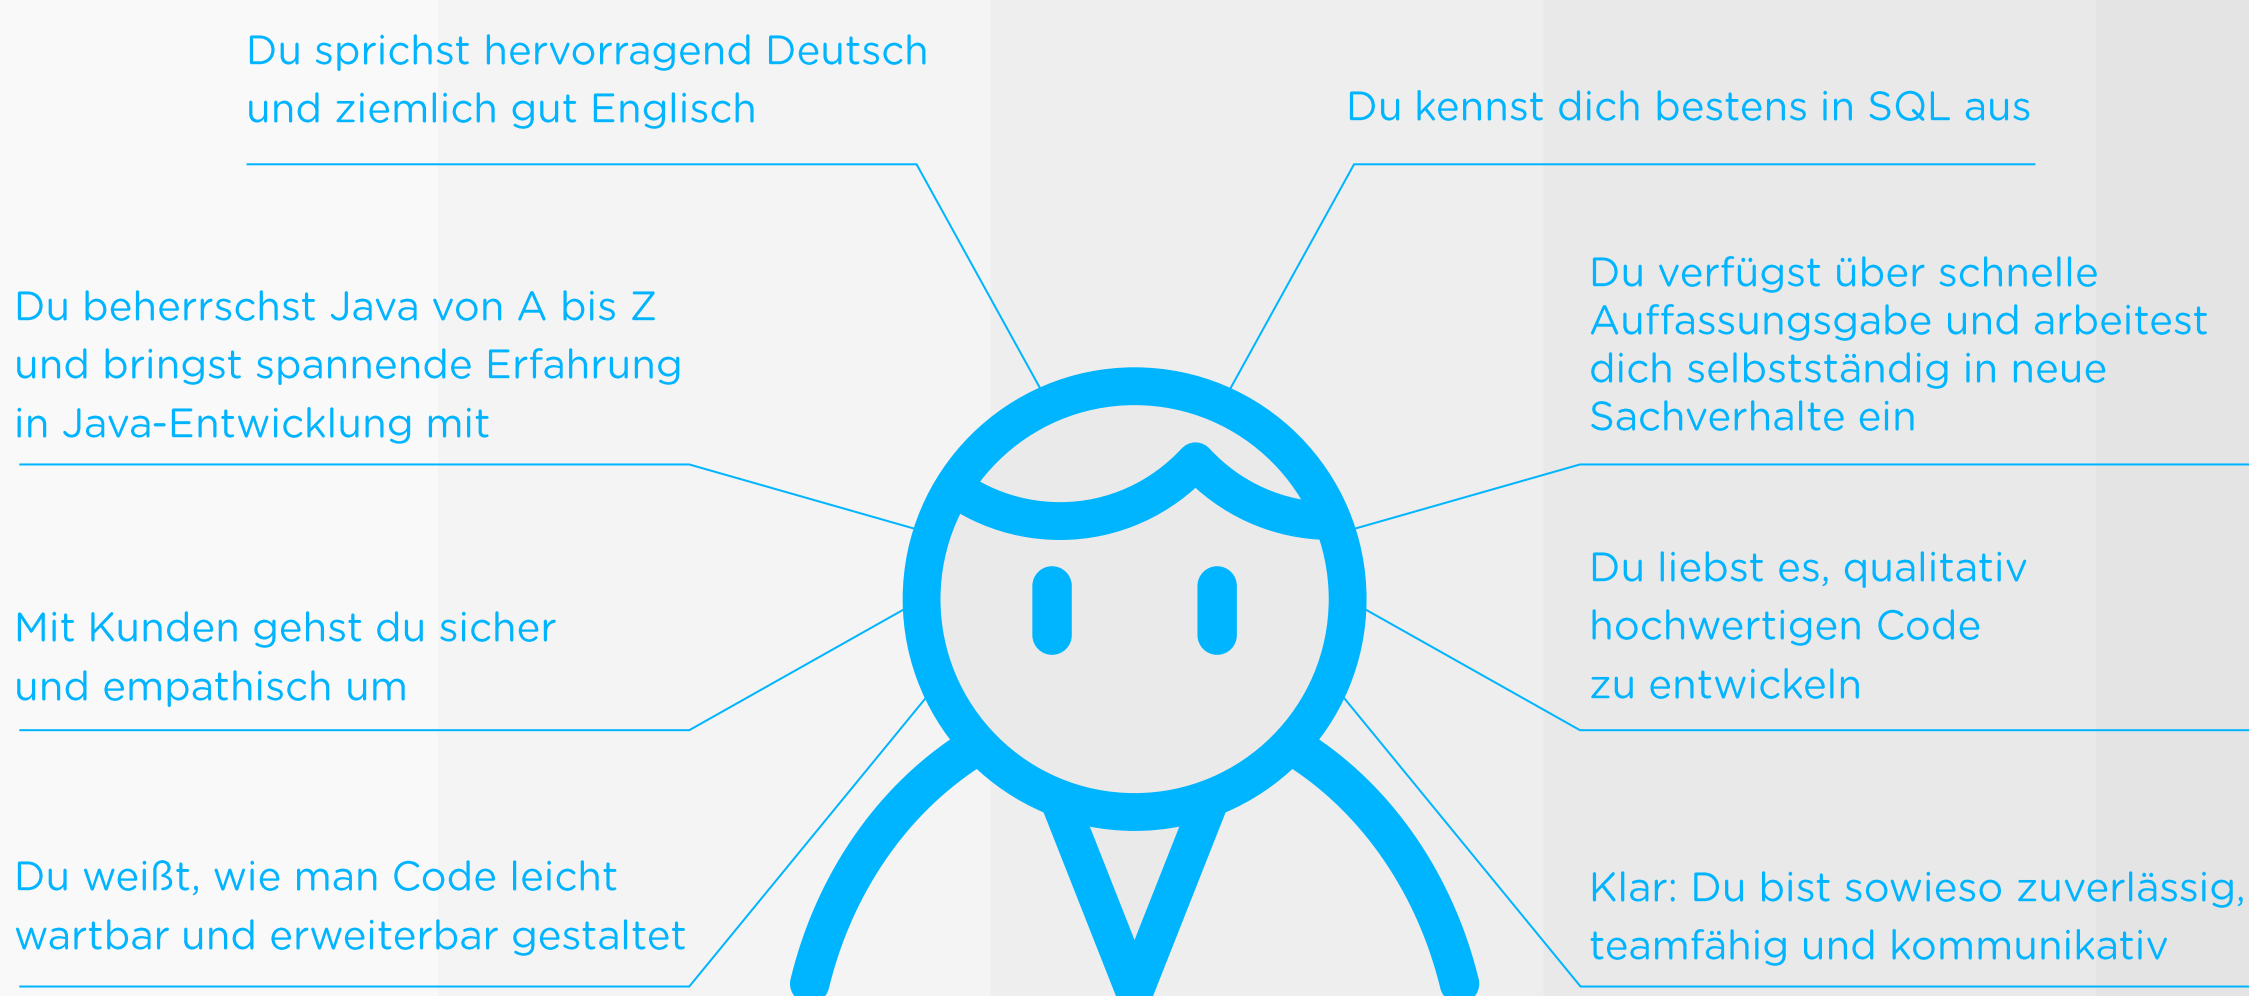 Du sprichst hervorragend Deutsch
und ziemlich gut Englisch
Du kennst dich bestens in SQL aus
Du beherrschst Java von A bis Z
und bringst spannende Erfahrung
in Java-Entwicklung mit
Du verfügst über schnelle
Auffassungsgabe und arbeitest
dich selbstständig in neue
Sachverhalte ein
Mit Kunden gehst du sicher
und empathisch um
Du liebst es, qualitativ
hochwertigen Code
zu entwickeln
Du weißt, wie man Code leicht
wartbar und erweiterbar gestaltet
Klar: Du bist sowieso zuverlässig,
teamfähig und kommunikativ